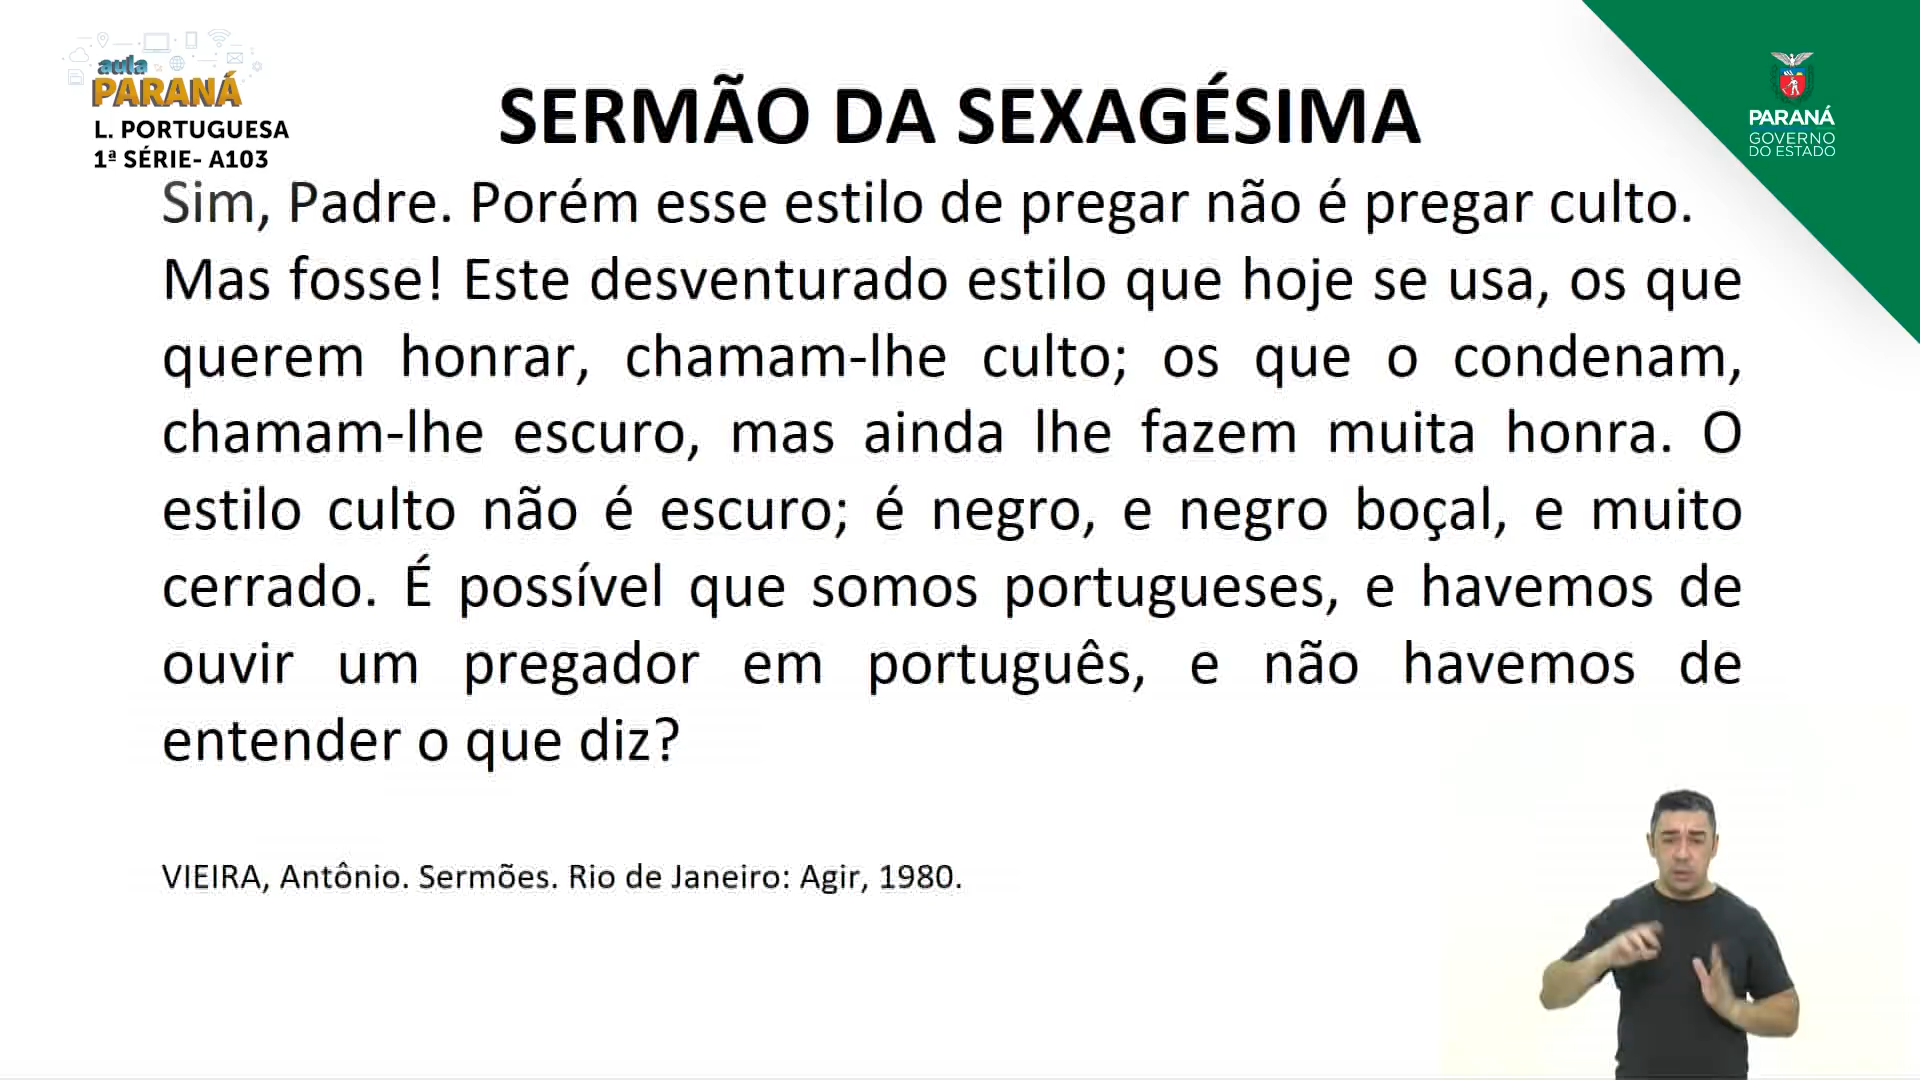 aula
PARANÁ
L. PORTUGUESA
1ª SÉRIE- A103
SERMÃO DA SEXAGÉSIMA
PARANÁ
GOVERNO
DO ESTADO
Sim, Padre. Porém esse estilo de pregar não é pregar culto.
Mas fosse! Este desventurado estilo que hoje se usa, os que
querem honrar, chamam-lhe culto; os que o condenam,
chamam-lhe escuro, mas ainda lhe fazem muita honra. O
estilo culto não é escuro; é negro, e negro boçal, e muito
cerrado. É possível que somos portugueses, e havemos de
ouvir um pregador em português, e não havemos de
entender o que diz?
VIEIRA, Antônio. Sermões. Rio de Janeiro: Agir, 1980.